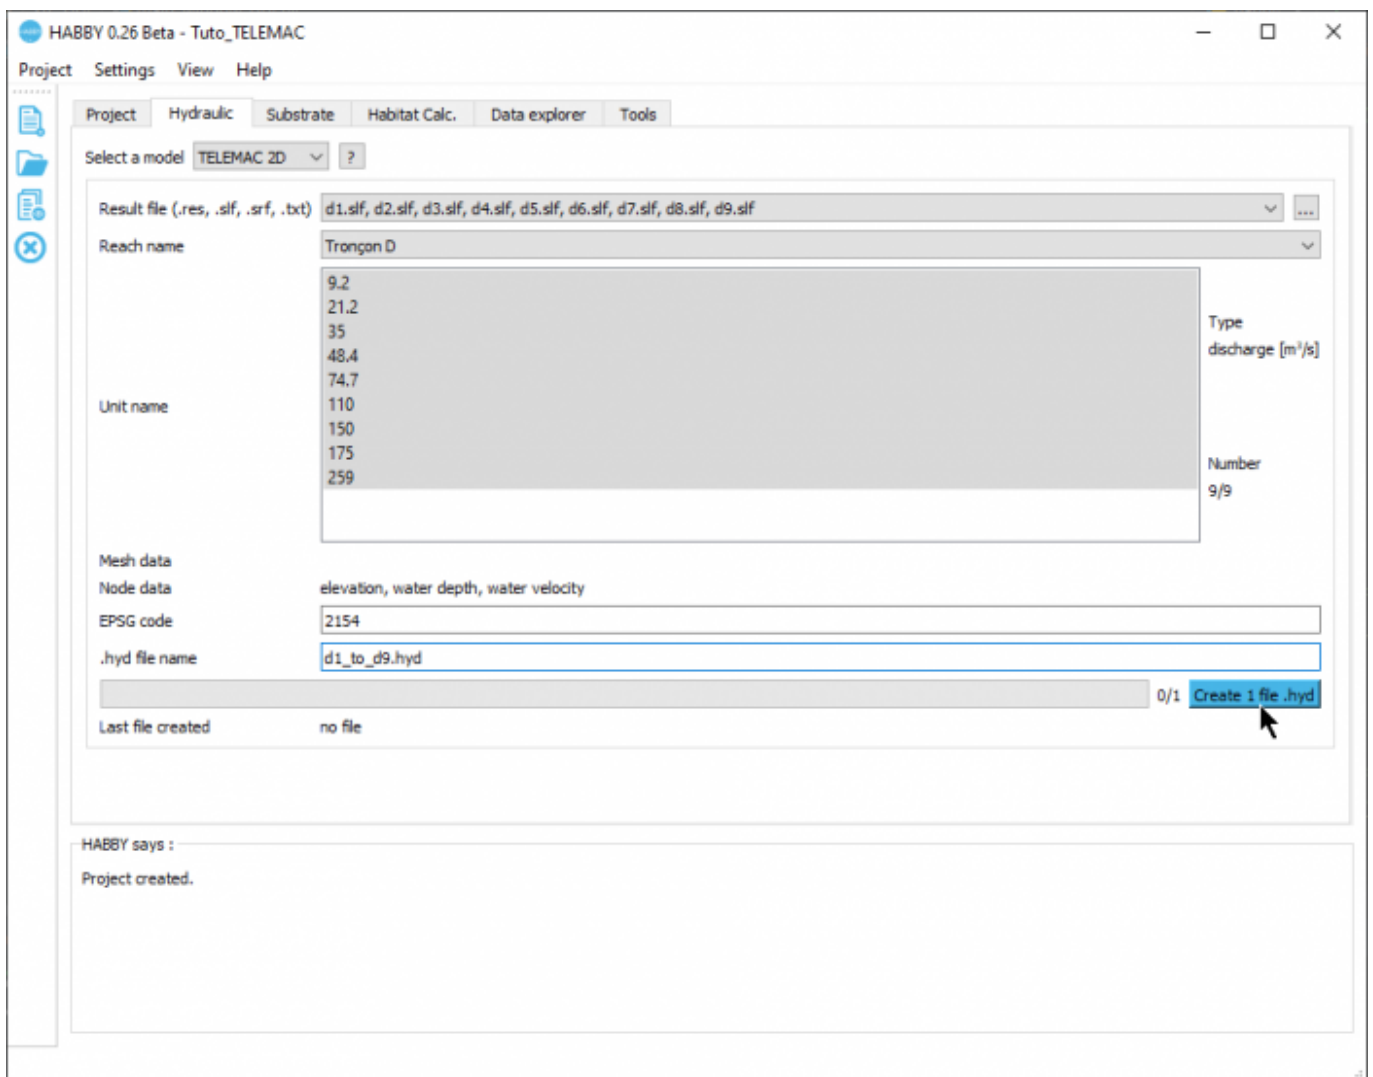 HABBY 0.26 Beta - Tuto_TELEMAC
Project Settings View Help
Project Hydraulic Substrate Habitat Calc. Data explorer Tools
Select a model TELEMAC 2D ?
Result file (.res, .slf, .srf, .txt) d1.slf, d2.slf, d3.slf, d4.slf, d5.slf, d6.slf, d7.slf, d8.slf, d9.slf ...
Reach name Tronçon D
9.2
21.2
35
48.4
74.7
110
150
175
259
Unit name
Type
discharge [m³/s]
Number
9/9
Mesh data
Node data elevation, water depth, water velocity
EPSG code 2154
.hyd file name d1_to_d9.hyd
0/1 Create 1 file .hyd
Last file created no file
HABBY says :
Project created.